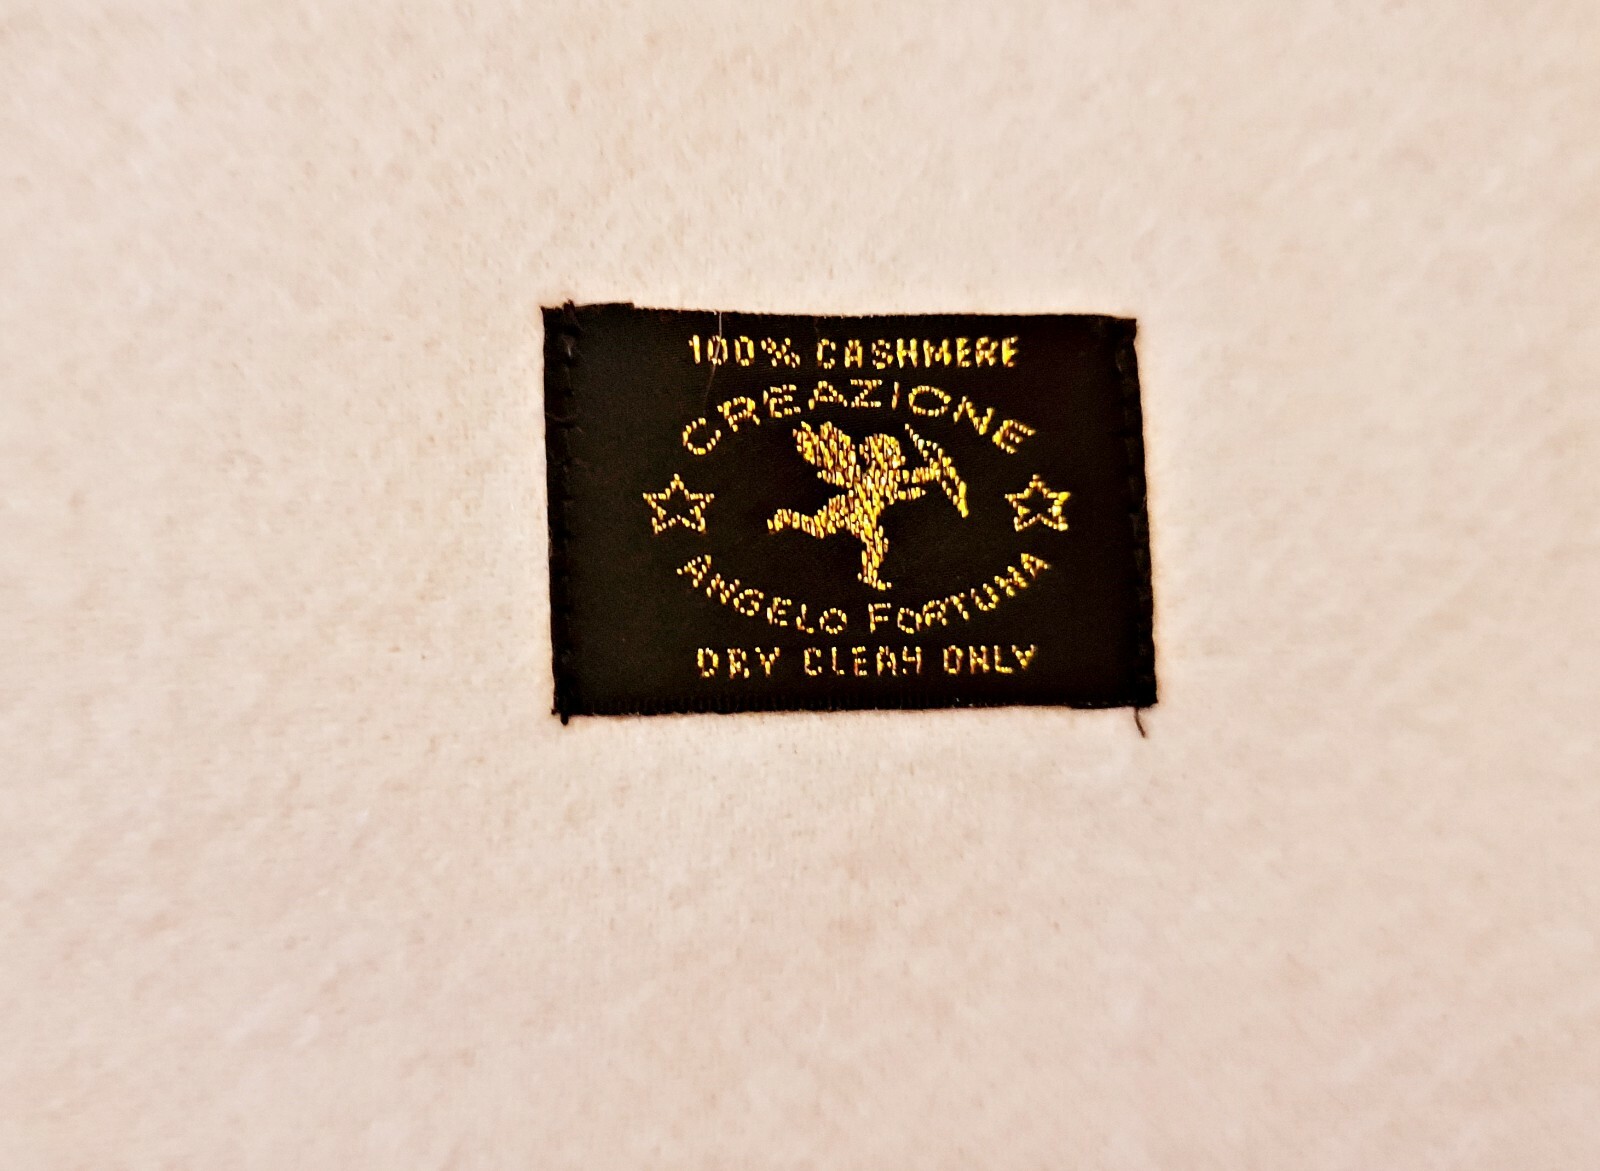 100% CASHMERE
CREAZIONE
ANGELO FORTUNA
DRY CLEAN ONLY